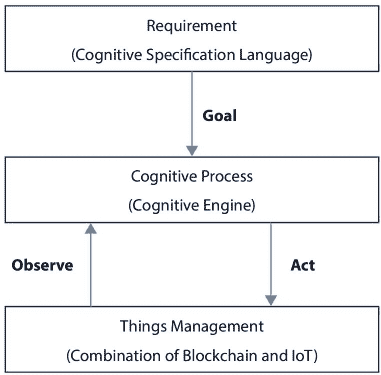 Requirement
(Cognitive Specification Language)
Goal
Cognitive Process
(Cognitive Engine)
Observe
Act
Things Management
(Combination of Blockchain and IoT)